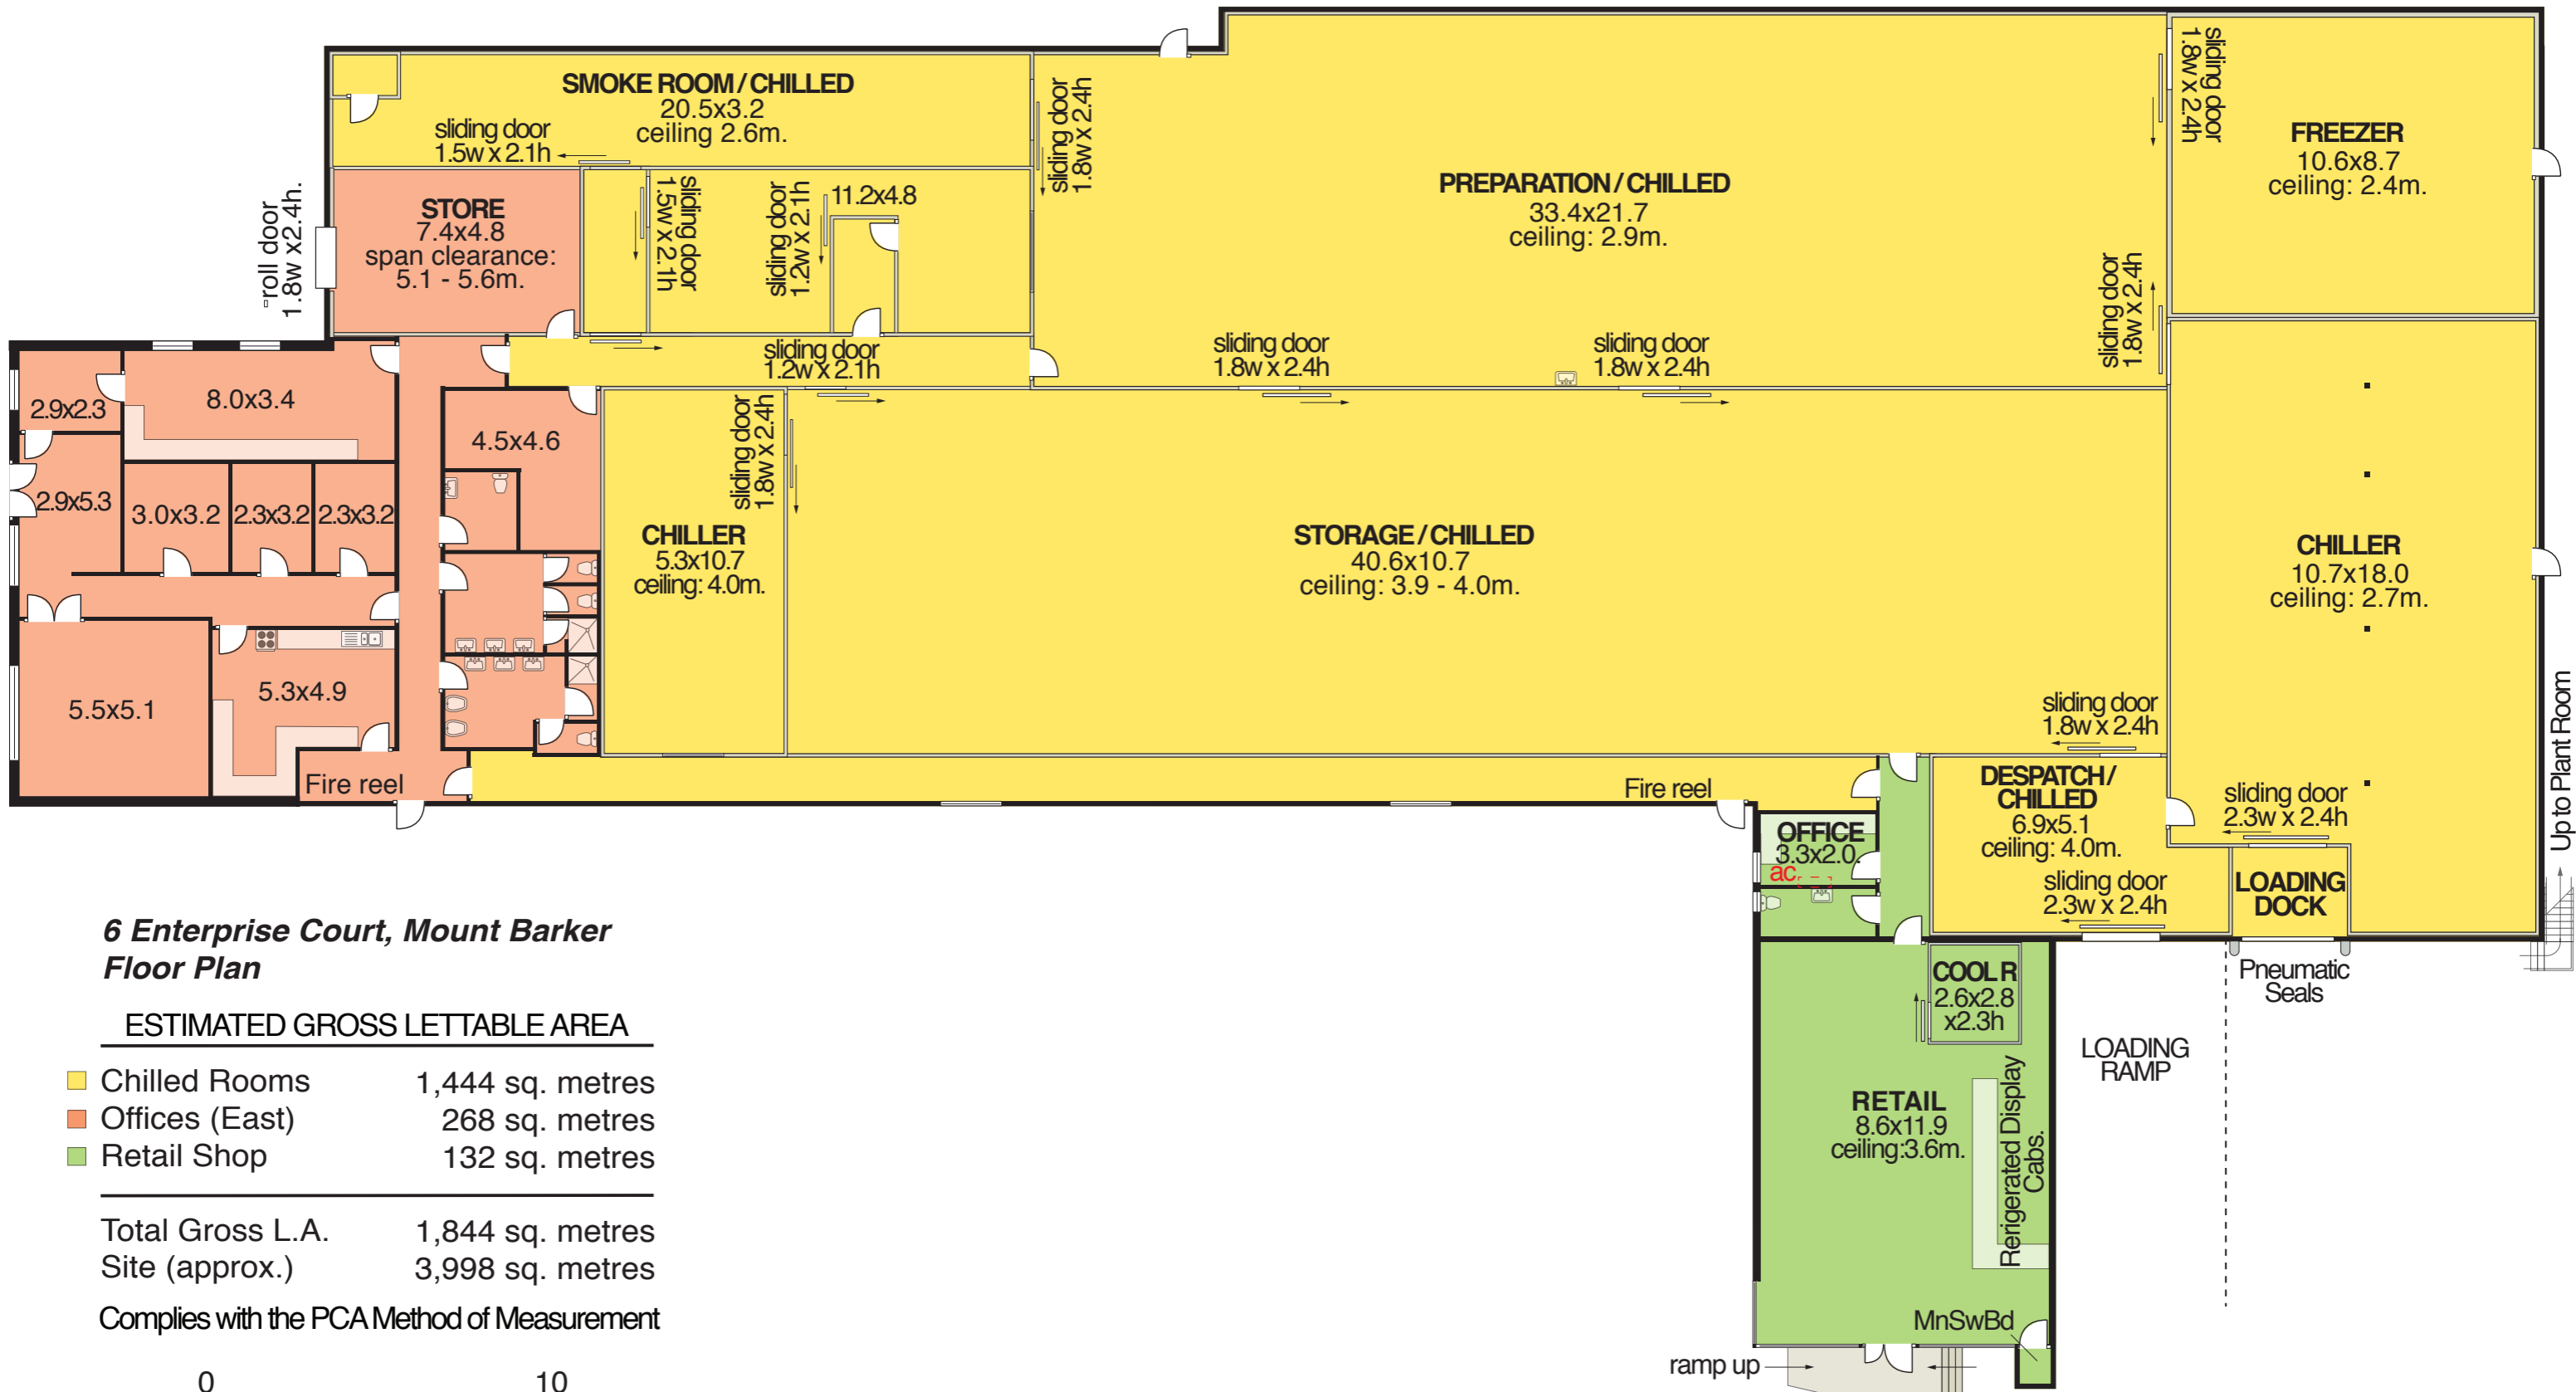 SMOKE ROOM / CHILLED
20.5x3.2
ceiling 2.6m.
sliding door
1.5w x 2.1h
sliding door
1.8w x 2.4h
PREPARATION / CHILLED
33.4x21.7
ceiling: 2.9m.
sliding door
1.8w x 2.4h
FREEZER
10.6x8.7
ceiling: 2.4m.
roll door
1.8w x2.4h.
STORE
7.4x4.8
span clearance:
5.1 - 5.6m.
sliding door
1.5w x 2.1h
sliding door
1.2w x 2.1h
11.2x4.8
sliding door
1.2w x 2.1h
sliding door
1.8w x 2.4h
sliding door
1.8w x 2.4h
sliding door
1.8w x 2.4h
2.9x2.3
8.0x3.4
4.5x4.6
sliding door
1.8w x 2.4h
2.9x5.3
3.0x3.2
2.3x3.2
2.3x3.2
CHILLER
5.3x10.7
ceiling: 4.0m.
STORAGE / CHILLED
40.6x10.7
ceiling: 3.9 - 4.0m.
CHILLER
10.7x18.0
ceiling: 2.7m.
5.5x5.1
5.3x4.9
Fire reel
Fire reel
sliding door
1.8w x 2.4h
DESPATCH /
CHILLED
6.9x5.1
ceiling: 4.0m.
sliding door
2.3w x 2.4h
sliding door
2.3w x 2.4h
LOADING
DOCK
Up to Plant Room
OFFICE
3.3x2.0.
ac
Pneumatic
Seals
COOL R
2.6x2.8
x2.3h
LOADING
RAMP
RETAIL
8.6x11.9
ceiling:3.6m.
Rerigerated Display
Cabs.
MnSwBd
ramp up
6 Enterprise Court, Mount Barker
Floor Plan
ESTIMATED GROSS LETTABLE AREA
Chilled Rooms 1,444 sq. metres
Offices (East) 268 sq. metres
Retail Shop 132 sq. metres
Total Gross L.A. 1,844 sq. metres
Site (approx.) 3,998 sq. metres
Complies with the PCA Method of Measurement
0 10